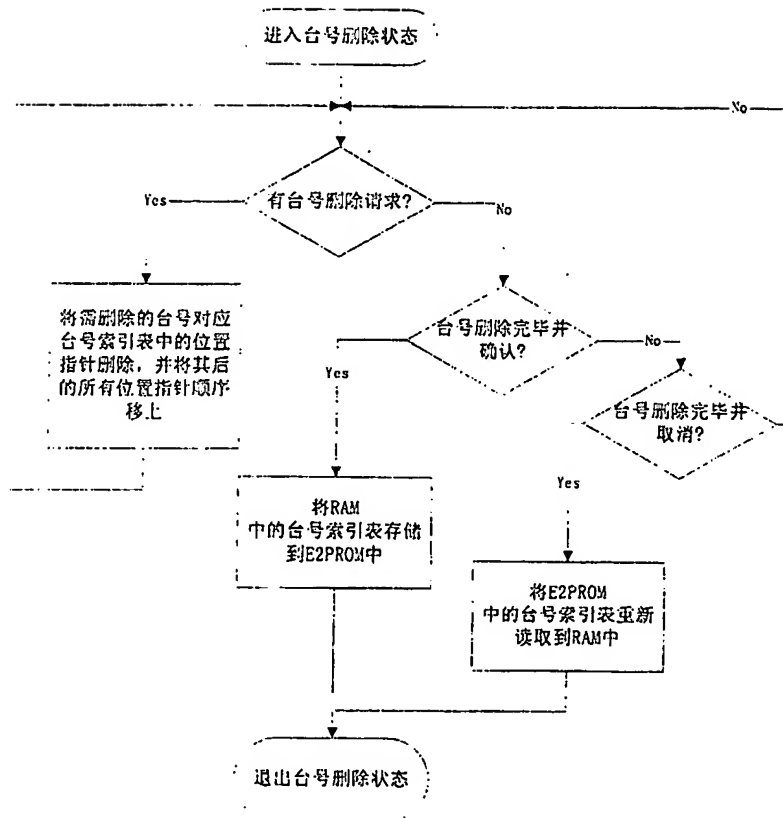 进入台号删除状态
No
有台号删除请求?
Yes
No
将需删除的台号对应
台号索引表中的位置
指针删除，并将其后
的所有位置指针顺序
移上
台号删除完毕并
确认?
Yes
No
台号删除完毕并
取消?
Yes
将RAM
中的台号索引表存储
到E2PROM中
将E2PROM
中的台号索引表重新
读取到RAM中
退出台号删除状态